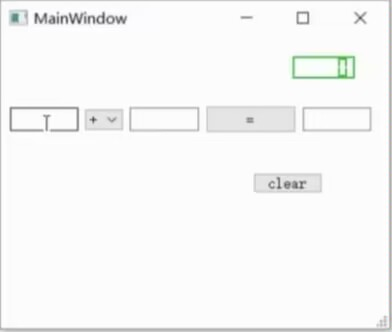 MainWindow
+ =
clear